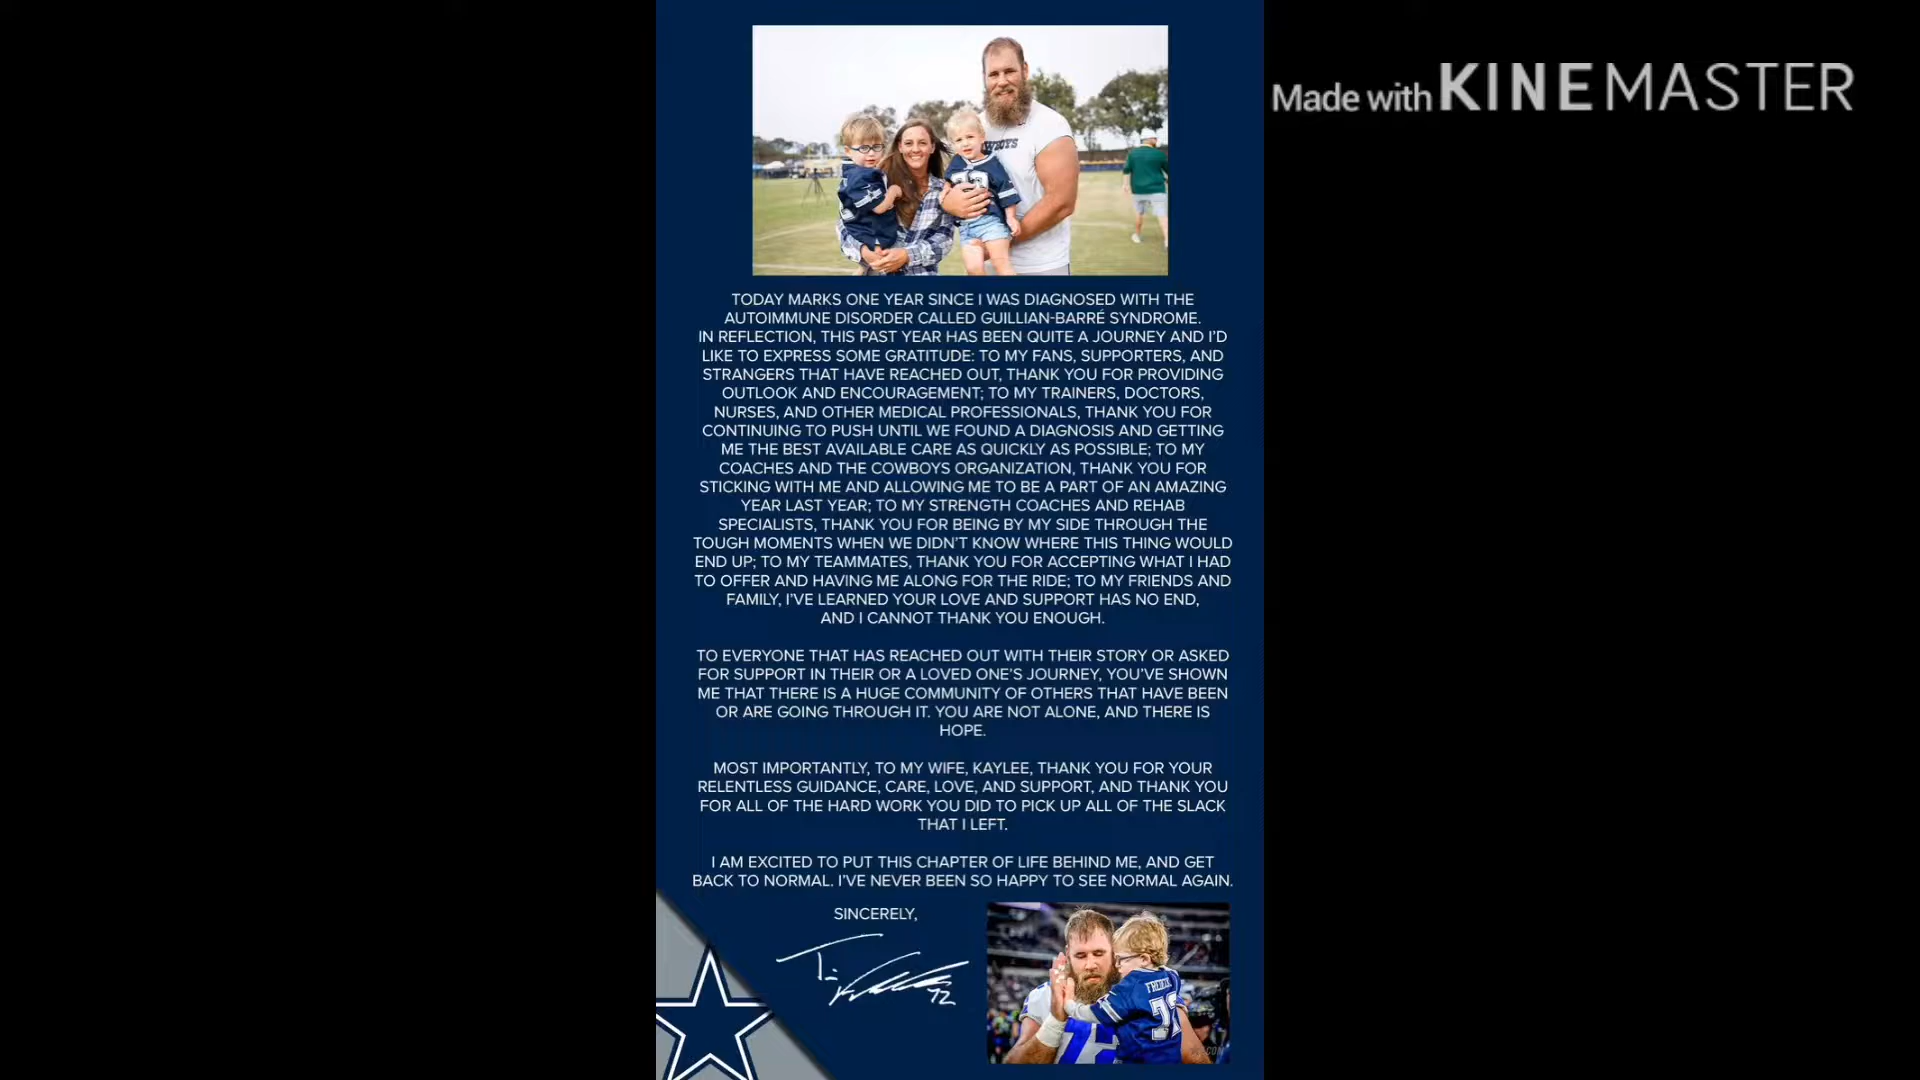 Made with KINEMASTER
COWBOYS
TODAY MARKS ONE YEAR SINCE I WAS DIAGNOSED WITH THE
AUTOIMMUNE DISORDER CALLED GUILLIAN-BARRÉ SYNDROME.
IN REFLECTION, THIS PAST YEAR HAS BEEN QUITE A JOURNEY AND I'D
LIKE TO EXPRESS SOME GRATITUDE: TO MY FANS, SUPPORTERS, AND
STRANGERS THAT HAVE REACHED OUT, THANK YOU FOR PROVIDING
OUTLOOK AND ENCOURAGEMENT; TO MY TRAINERS, DOCTORS,
NURSES, AND OTHER MEDICAL PROFESSIONALS, THANK YOU FOR
CONTINUING TO PUSH UNTIL WE FOUND A DIAGNOSIS AND GETTING
ME THE BEST AVAILABLE CARE AS QUICKLY AS POSSIBLE; TO MY
COACHES AND THE COWBOYS ORGANIZATION, THANK YOU FOR
STICKING WITH ME AND ALLOWING ME TO BE A PART OF AN AMAZING
YEAR LAST YEAR; TO MY STRENGTH COACHES AND REHAB
SPECIALISTS, THANK YOU FOR BEING BY MY SIDE THROUGH THE
TOUGH MOMENTS WHEN WE DIDN'T KNOW WHERE THIS THING WOULD
END UP; TO MY TEAMMATES, THANK YOU FOR ACCEPTING WHAT I HAD
TO OFFER AND HAVING ME ALONG FOR THE RIDE; TO MY FRIENDS AND
FAMILY, I'VE LEARNED YOUR LOVE AND SUPPORT HAS NO END,
AND I CANNOT THANK YOU ENOUGH.
TO EVERYONE THAT HAS REACHED OUT WITH THEIR STORY OR ASKED
FOR SUPPORT IN THEIR OR A LOVED ONE'S JOURNEY, YOU'VE SHOWN
ME THAT THERE IS A HUGE COMMUNITY OF OTHERS THAT HAVE BEEN
OR ARE GOING THROUGH IT. YOU ARE NOT ALONE, AND THERE IS
HOPE.
MOST IMPORTANTLY, TO MY WIFE, KAYLEE, THANK YOU FOR YOUR
RELENTLESS GUIDANCE, CARE, LOVE, AND SUPPORT, AND THANK YOU
FOR ALL OF THE HARD WORK YOU DID TO PICK UP ALL OF THE SLACK
THAT I LEFT.
I AM EXCITED TO PUT THIS CHAPTER OF LIFE BEHIND ME, AND GET
BACK TO NORMAL. I'VE NEVER BEEN SO HAPPY TO SEE NORMAL AGAIN.
SINCERELY,
72
72